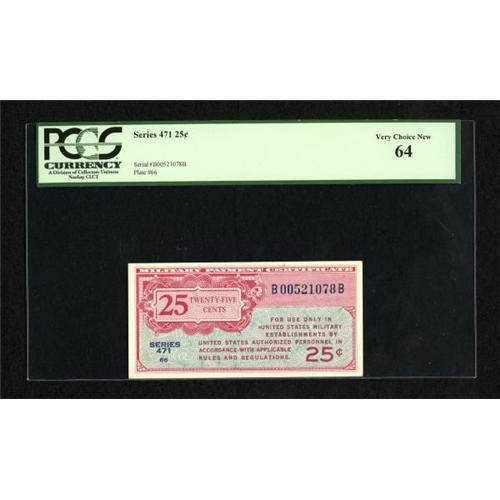 PCGS
CURRENCY
A Division of Collectors Universe
Nasdaq CLCT
Series 471 25¢
Serial #B00521078B
Plate #66
Very Choice New
64
MILITARY PAYMENT CERTIFICATE
25 TWENTY-FIVE
CENTS
B00521078B
FOR USE ONLY IN
UNITED STATES MILITARY
ESTABLISHMENTS BY
UNITED STATES AUTHORIZED PERSONNEL IN
ACCORDANCE WITH APPLICABLE
RULES AND REGULATIONS.
SERIES
471
66
25¢